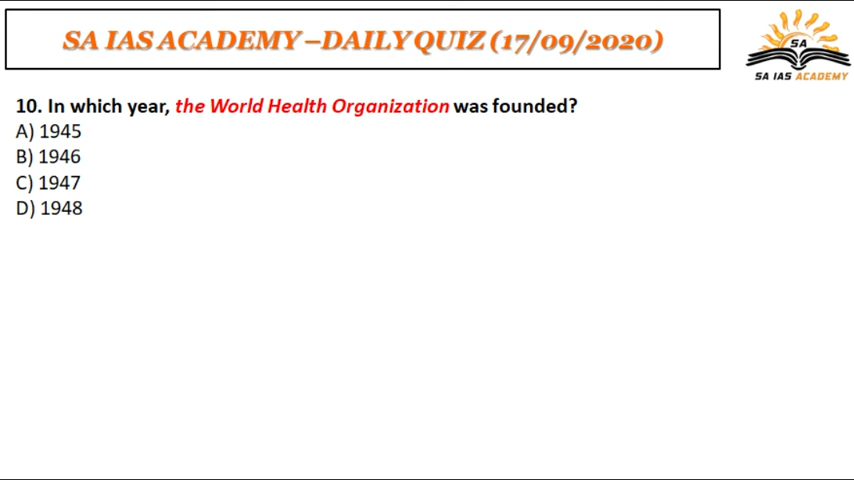 SA IAS ACADEMY –DAILY QUIZ (17/09/2020)
SA
SA IAS ACADEMY
10. In which year, the World Health Organization was founded?
A) 1945
B) 1946
C) 1947
D) 1948